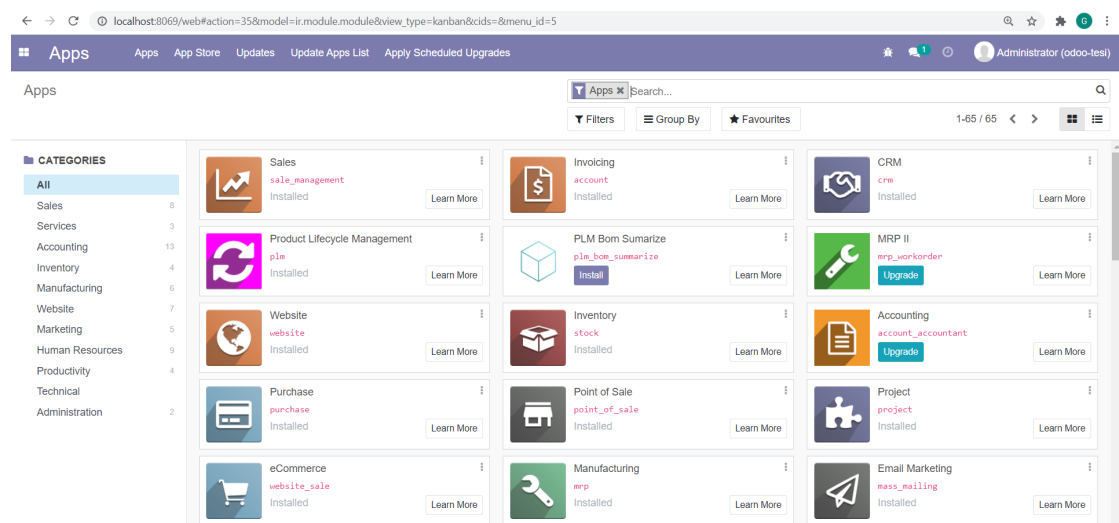 localhost:8069/web#action=35&model=ir.module.module&view_type=kanban&cids=&menu_id=5
G
Apps Apps App Store Updates Update Apps List Apply Scheduled Upgrades 1 Administrator (odoo-tesi)
Apps
Apps Search...
Filters Group By Favourites 1-65 / 65
CATEGORIES
All
Sales 8
Services 3
Accounting 13
Inventory 4
Manufacturing 6
Website 7
Marketing 5
Human Resources 9
Productivity 4
Technical
Administration 2
Sales
sale_management
Installed
Learn More
Invoicing
account
Installed
Learn More
CRM
crm
Installed
Learn More
Product Lifecycle Management
plm
Installed
Learn More
PLM Bom Sumarize
plm_bom_summarize
Install
Learn More
MRP II
mrp_workorder
Upgrade
Learn More
Website
website
Installed
Learn More
Inventory
stock
Installed
Learn More
Accounting
account_accountant
Upgrade
Learn More
Purchase
purchase
Installed
Learn More
Point of Sale
point_of_sale
Installed
Learn More
Project
project
Installed
Learn More
eCommerce
website_sale
Installed
Learn More
Manufacturing
mrp
Installed
Learn More
Email Marketing
mass_mailing
Installed
Learn More